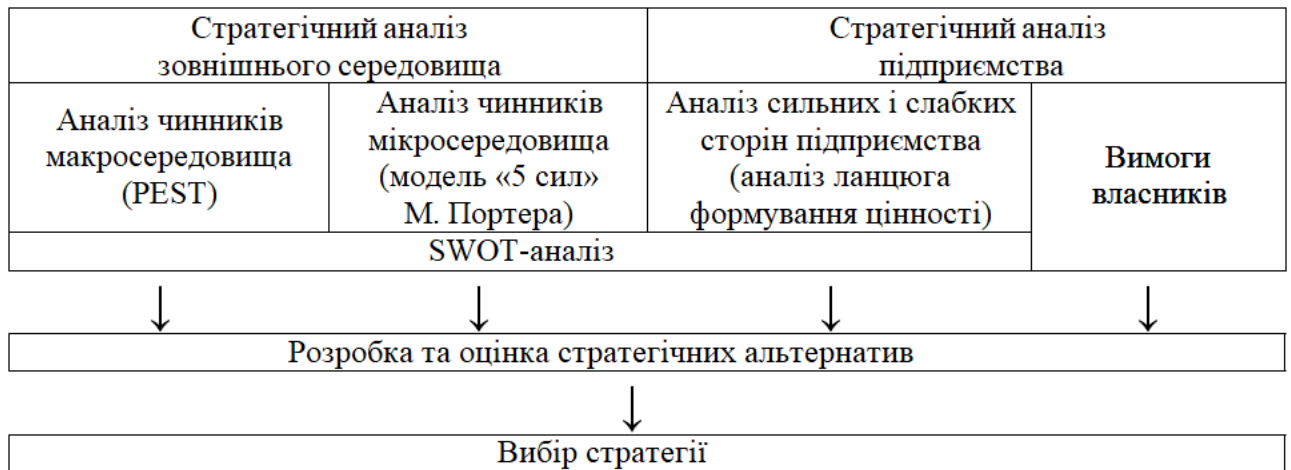 Стратегічний аналіз
зовнішнього середовища
Стратегічний аналіз
підприємства
Аналіз чинників
макросередовища
(PEST)
Аналіз чинників
мікросередовища
(модель «5 сил»
М. Портера)
Аналіз сильних і слабких
сторін підприємства
(аналіз ланцюга
формування цінності)
Вимоги
власників
SWOT-аналіз
Розробка та оцінка стратегічних альтернатив
Вибір стратегії